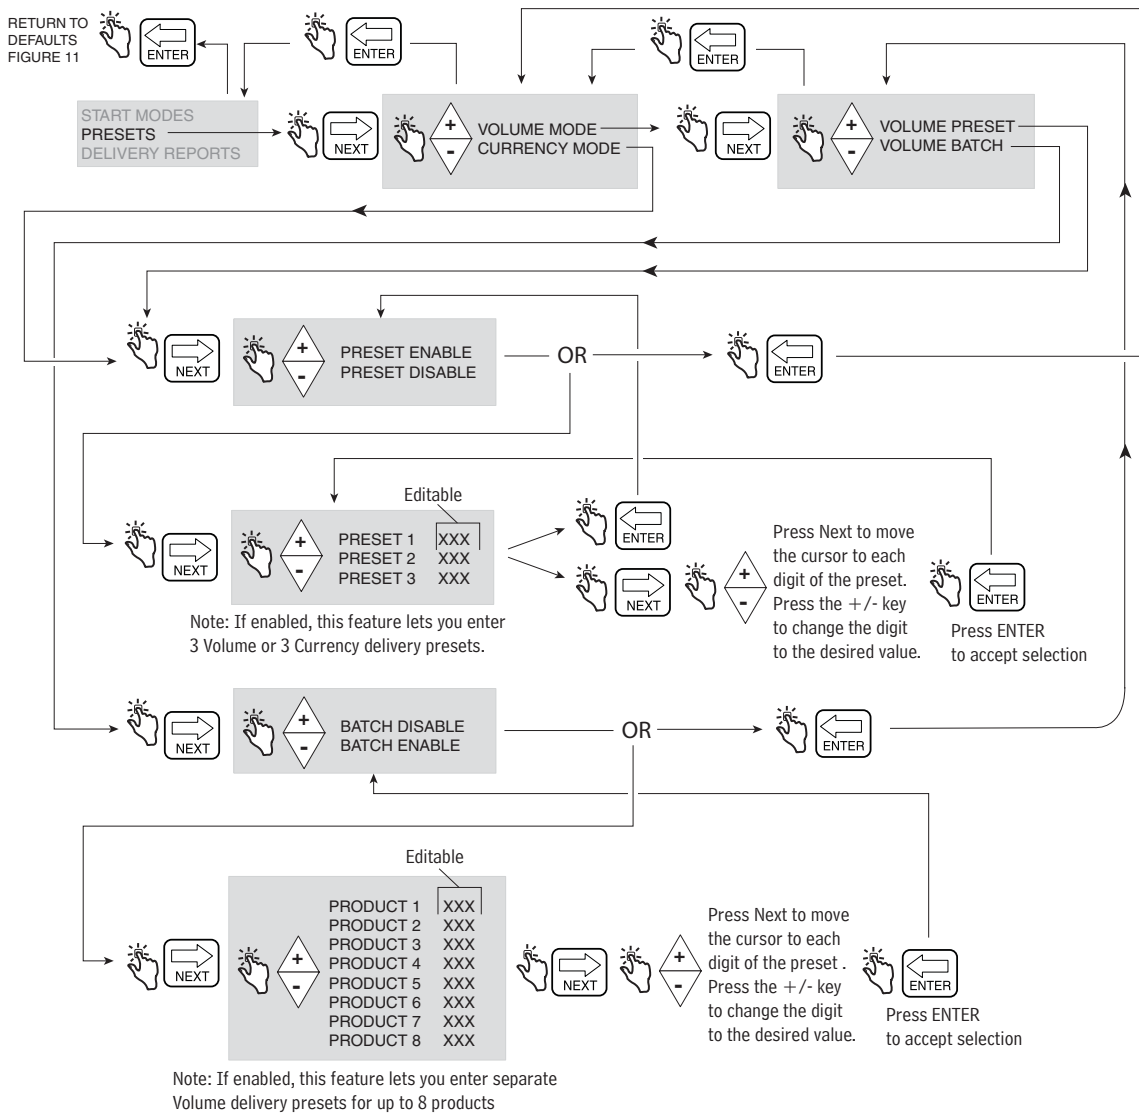 RETURN TO
DEFAULTS
FIGURE 11
ENTER
ENTER
ENTER
START MODES
PRESETS
DELIVERY REPORTS
NEXT
+
-
VOLUME MODE
CURRENCY MODE
NEXT
+
-
VOLUME PRESET
VOLUME BATCH
NEXT
+
-
PRESET ENABLE
PRESET DISABLE
OR
ENTER
Editable
NEXT
+
-
PRESET 1 XXX
PRESET 2 XXX
PRESET 3 XXX
ENTER
NEXT
+
-
Press Next to move
the cursor to each
digit of the preset.
Press the +/- key
to change the digit
to the desired value.
ENTER
Press ENTER
to accept selection
Note: If enabled, this feature lets you enter
3 Volume or 3 Currency delivery presets.
NEXT
+
-
BATCH DISABLE
BATCH ENABLE
OR
ENTER
Editable
NEXT
+
-
PRODUCT 1 XXX
PRODUCT 2 XXX
PRODUCT 3 XXX
PRODUCT 4 XXX
PRODUCT 5 XXX
PRODUCT 6 XXX
PRODUCT 7 XXX
PRODUCT 8 XXX
NEXT
+
-
Press Next to move
the cursor to each
digit of the preset .
Press the +/- key
to change the digit
to the desired value.
ENTER
Press ENTER
to accept selection
Note: If enabled, this feature lets you enter separate
Volume delivery presets for up to 8 products